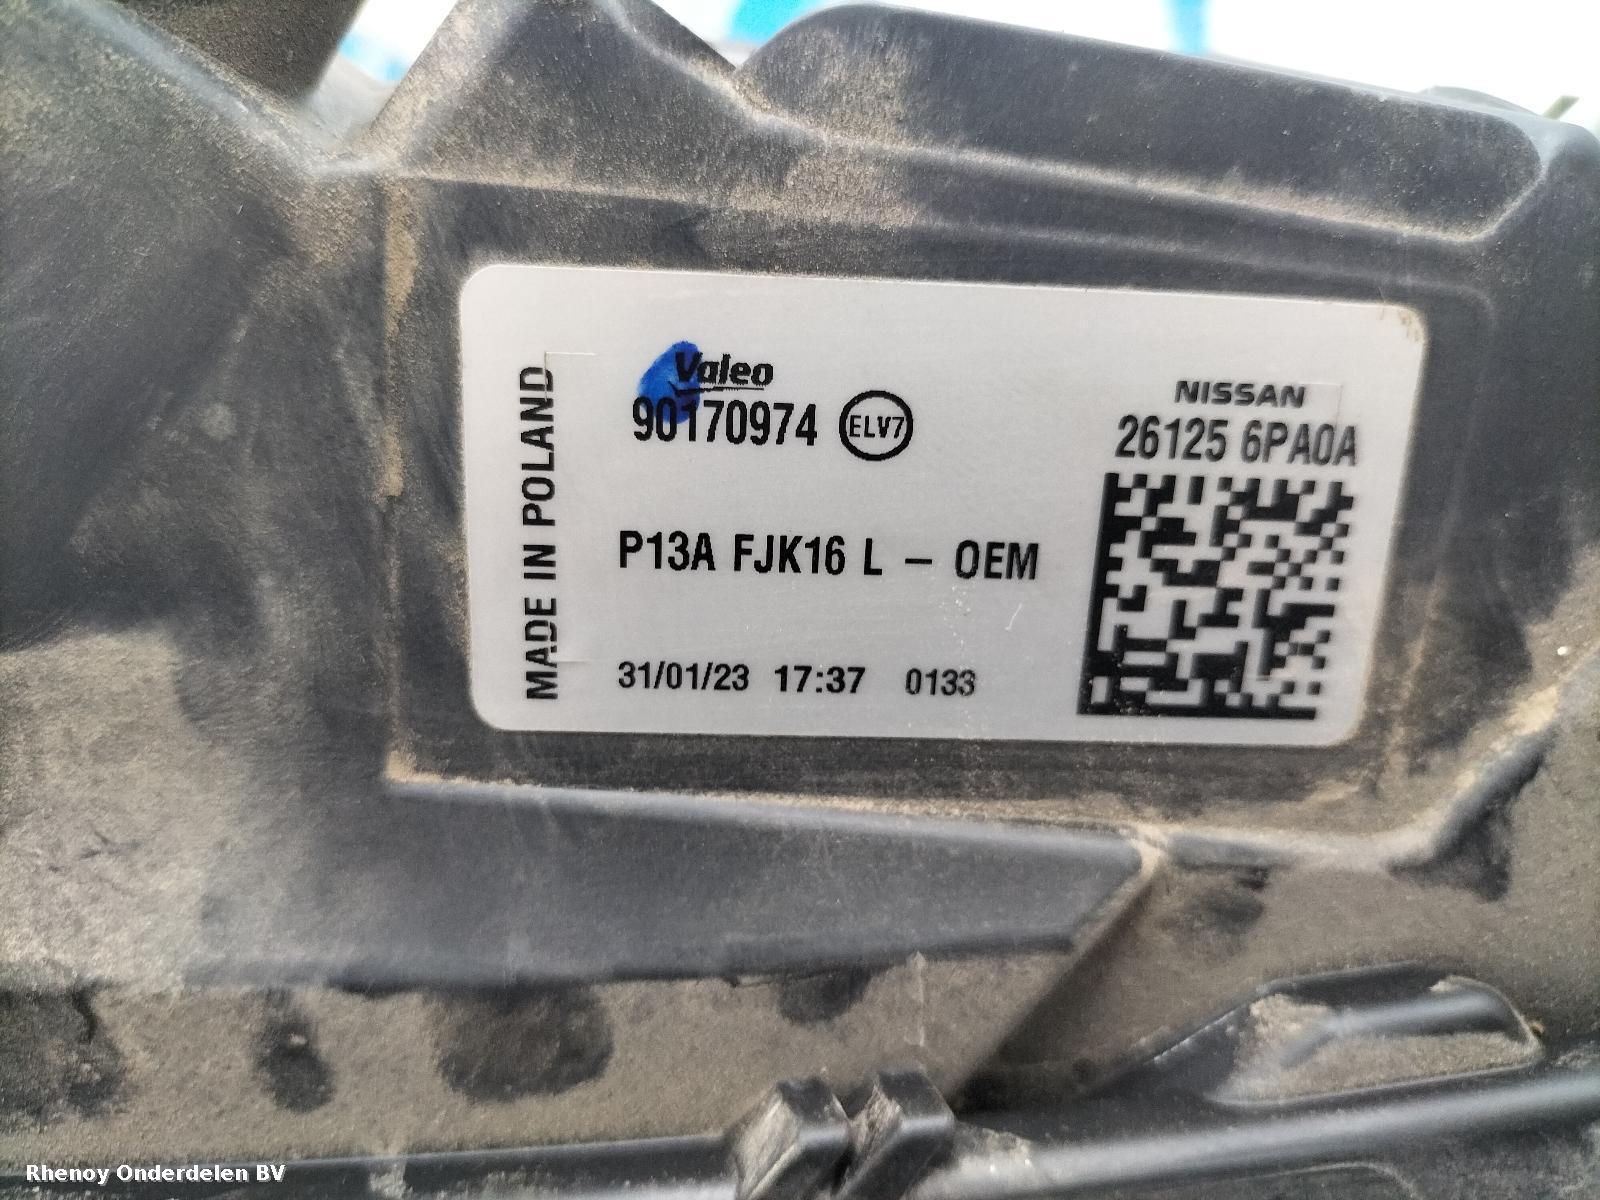 MADE IN POLAND
Valeo
90170974 ELV7
P13A FJK16 L – OEM
31/01/23 17:37 0133
NISSAN
26125 6PA0A
Rhenoy Onderdelen BV